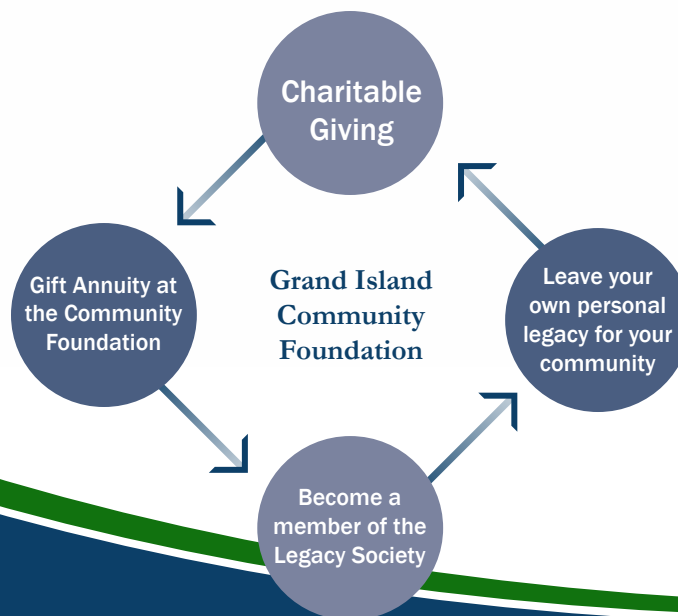 Charitable
Giving
Gift Annuity at
the Community
Foundation
Grand Island
Community
Foundation
Leave your
own personal
legacy for your
community
Become a
member of the
Legacy Society